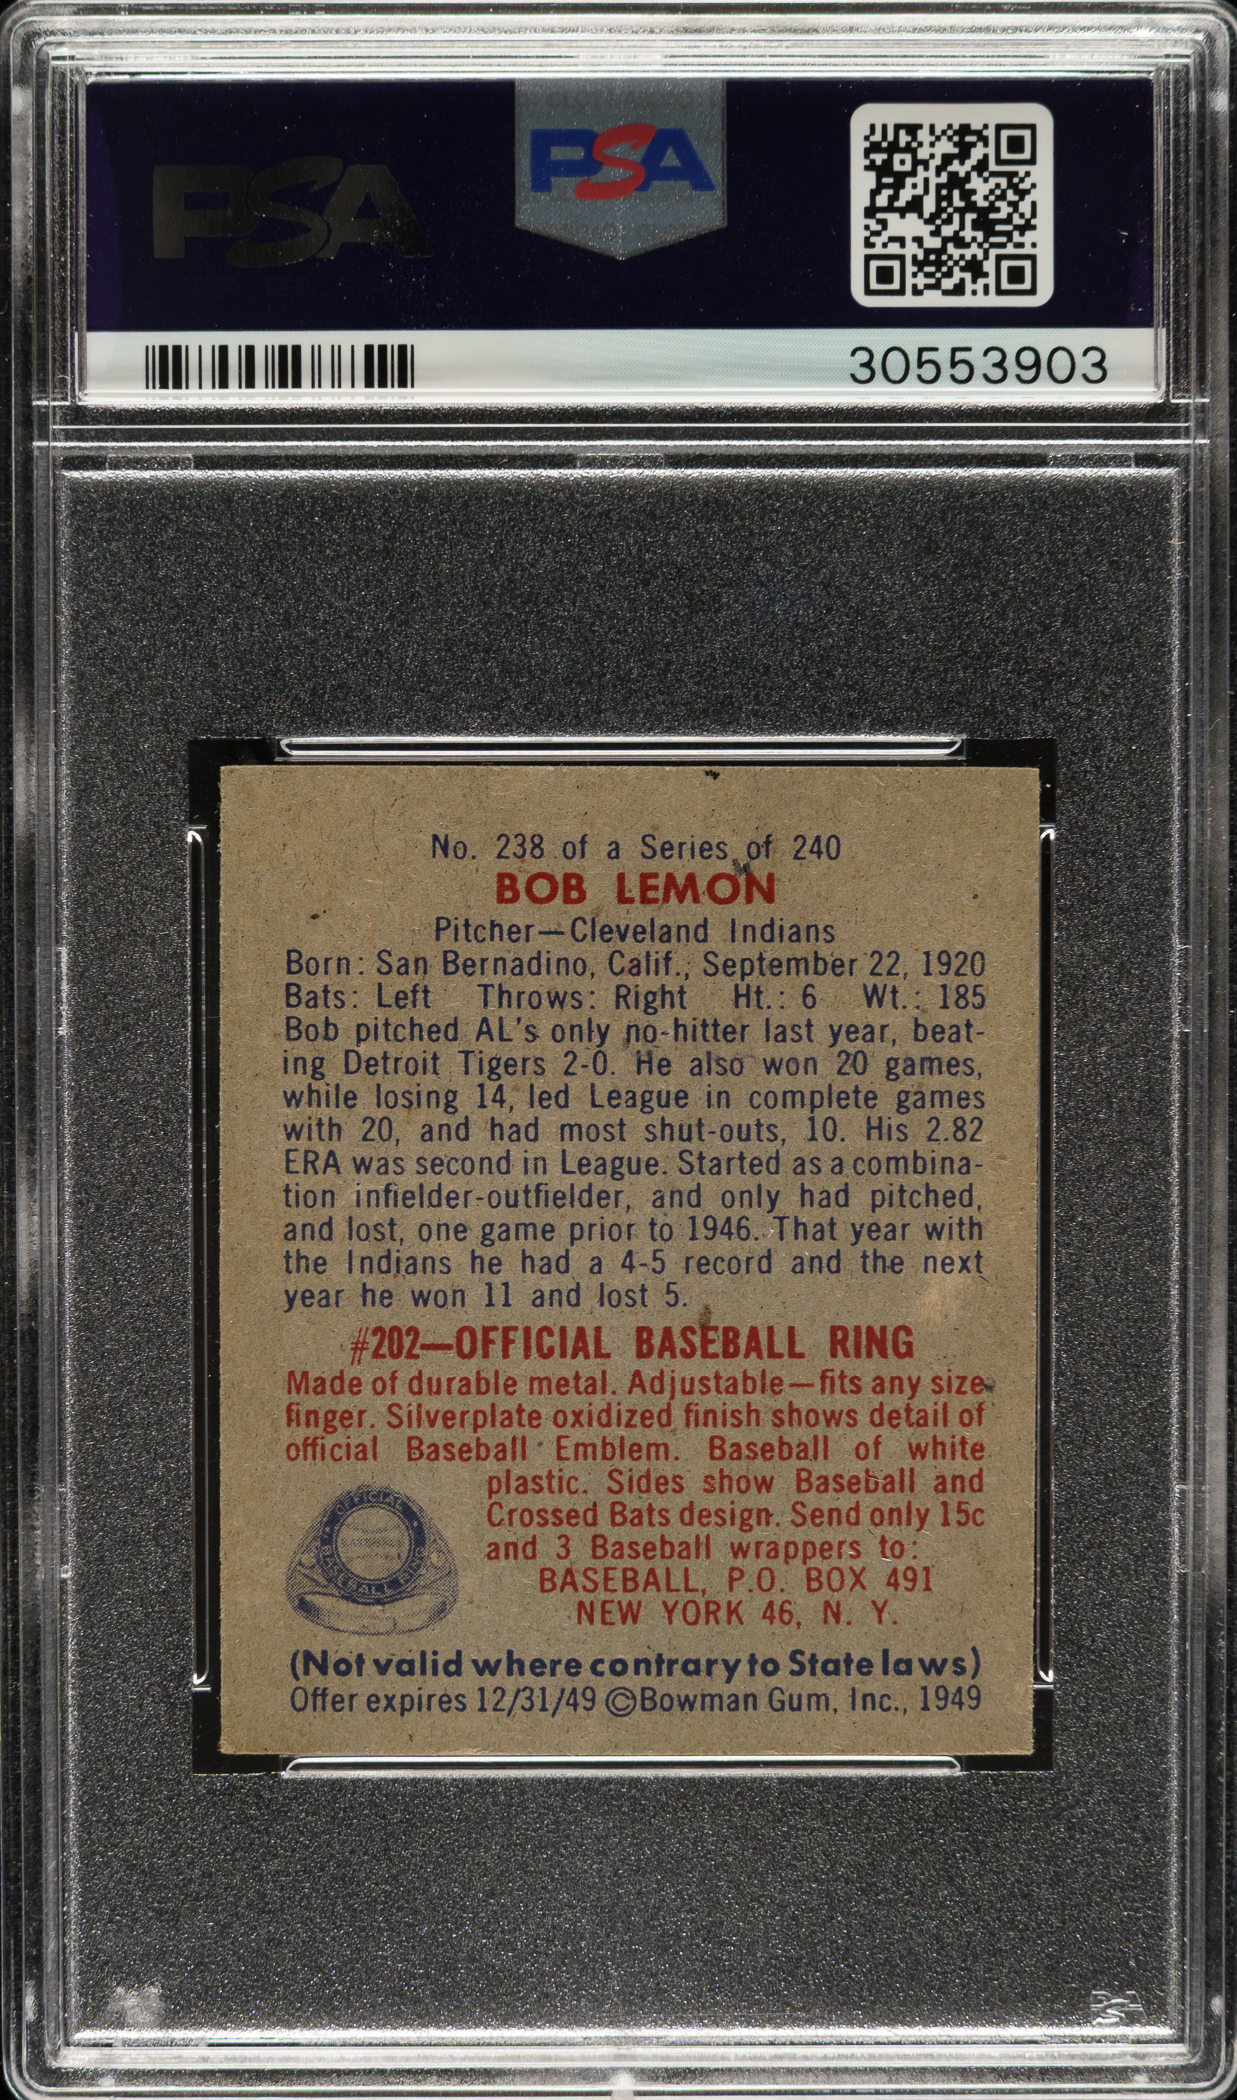 PSA
PSA
30553903
No. 238 of a Series of 240
BOB LEMON
Pitcher—Cleveland Indians
Born: San Bernadino, Calif., September 22, 1920
Bats: Left Throws: Right Ht.: 6 Wt.: 185
Bob pitched AL's only no-hitter last year, beat-
ing Detroit Tigers 2-0. He also won 20 games,
while losing 14, led League in complete games
with 20, and had most shut-outs, 10. His 2.82
ERA was second in League. Started as a combina-
tion infielder-outfielder, and only had pitched,
and lost, one game prior to 1946. That year with
the Indians he had a 4-5 record and the next
year he won 11 and lost 5.
#202—OFFICIAL BASEBALL RING
Made of durable metal. Adjustable—fits any size
finger. Silverplate oxidized finish shows detail of
official Baseball Emblem. Baseball of white
plastic. Sides show Baseball and
Crossed Bats design. Send only 15c
and 3 Baseball wrappers to:
BASEBALL, P.O. BOX 491
NEW YORK 46, N. Y.
OFFICIAL
BASEBALL RING
(Not valid where contrary to State laws)
Offer expires 12/31/49 ©Bowman Gum, Inc., 1949
PSA